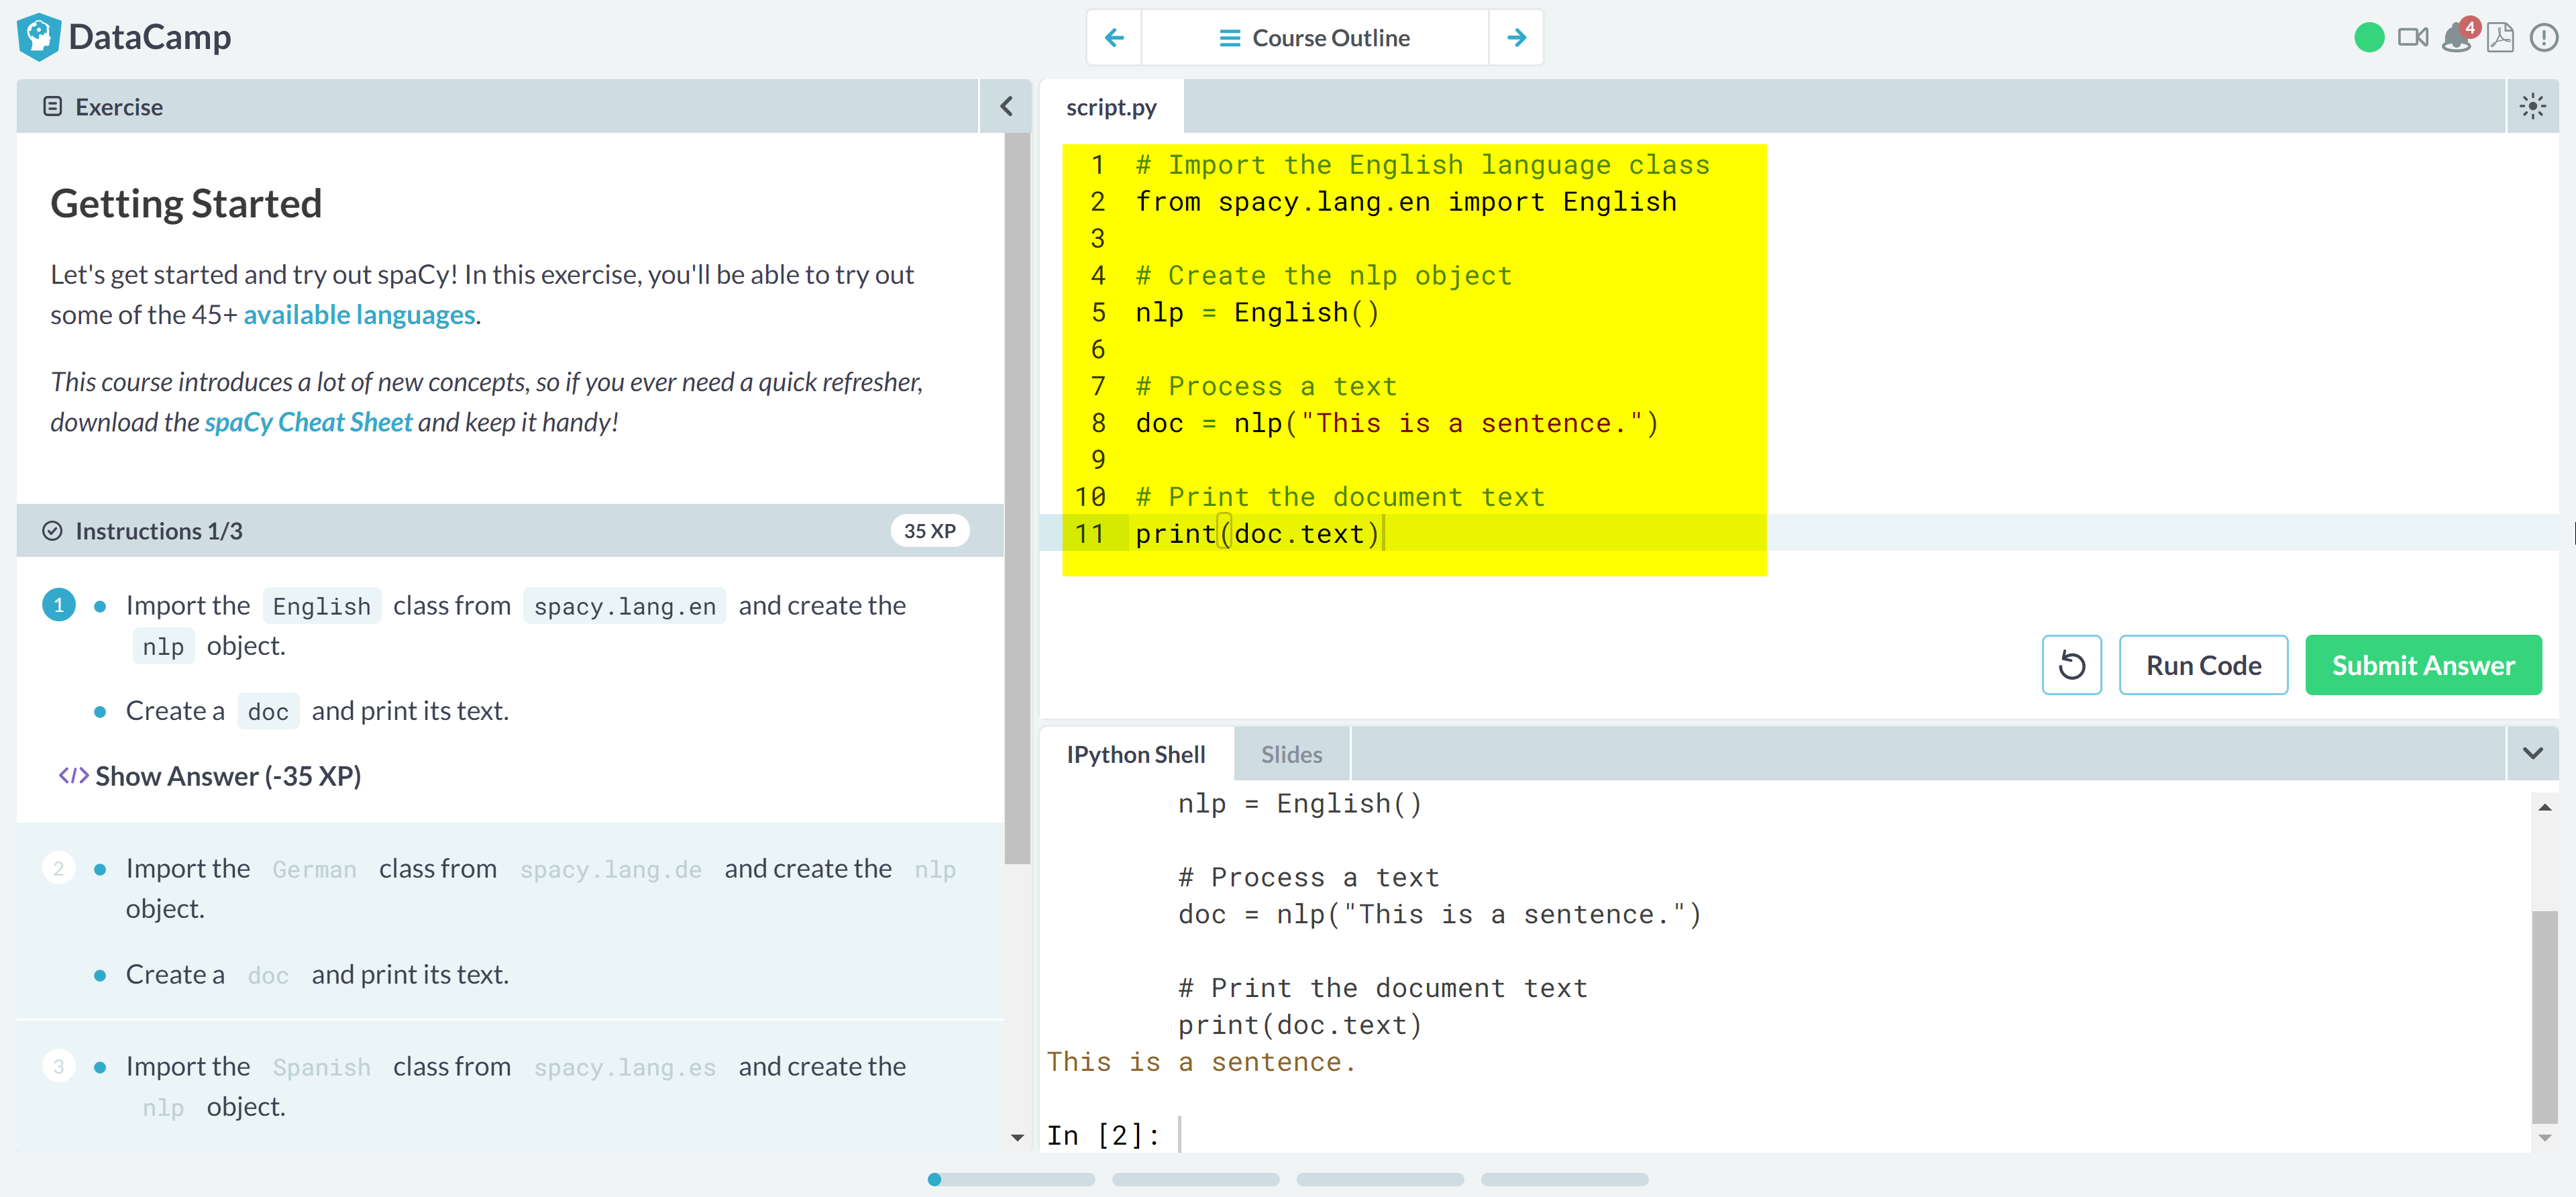 DataCamp
Course Outline
4
Exercise
Getting Started
Let's get started and try out spaCy! In this exercise, you'll be able to try out
some of the 45+ available languages.
This course introduces a lot of new concepts, so if you ever need a quick refresher,
download the spaCy Cheat Sheet and keep it handy!
Instructions 1/3
35 XP
1
Import the English class from spacy.lang.en and create the
nlp object.
Create a doc and print its text.
</> Show Answer (-35 XP)
2
Import the German class from spacy.lang.de and create the nlp
object.
Create a doc and print its text.
3
Import the Spanish class from spacy.lang.es and create the
nlp object.
script.py
1 # Import the English language class
2 from spacy.lang.en import English
3
4 # Create the nlp object
5 nlp = English()
6
7 # Process a text
8 doc = nlp("This is a sentence.")
9
10 # Print the document text
11 print(doc.text)
Run Code
Submit Answer
IPython Shell
Slides
nlp = English()
# Process a text
doc = nlp("This is a sentence.")
# Print the document text
print(doc.text)
This is a sentence.
In [2]: